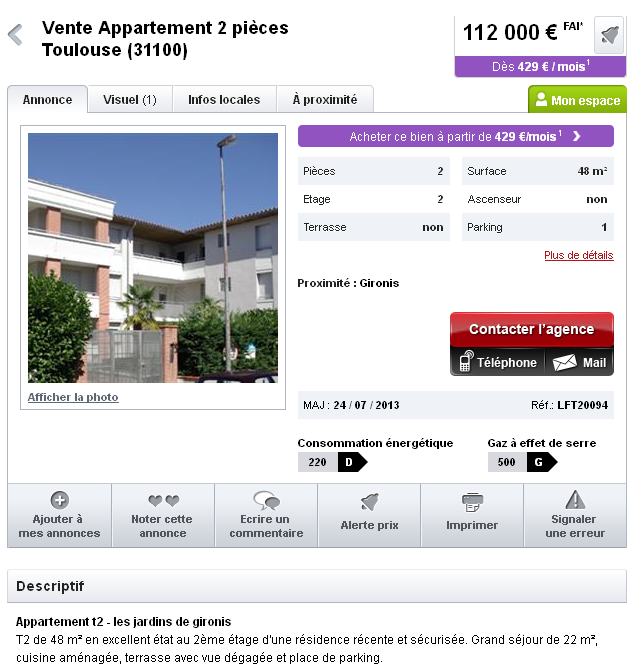 Vente Appartement 2 pièces
Toulouse (31100)
112 000 € FAI*
Dès 429 € / mois1
Annonce
Visuel (1)
Infos locales
À proximité
Mon espace
Acheter ce bien à partir de 429 €/mois1
Pièces 2
Surface 48 m²
Etage 2
Ascenseur non
Terrasse non
Parking 1
Plus de détails
Proximité : Gironis
Contacter l'agence
Téléphone
Mail
Afficher la photo
MAJ : 24 / 07 / 2013
Réf.: LFT20094
Consommation énergétique
Gaz à effet de serre
220 D
500 G
Ajouter à
mes annonces
Noter cette
annonce
Ecrire un
commentaire
Alerte prix
Imprimer
Signaler
une erreur
Descriptif
Appartement t2 - les jardins de gironis
T2 de 48 m² en excellent état au 2ème étage d'une résidence récente et sécurisée. Grand séjour de 22 m²,
cuisine aménagée, terrasse avec vue dégagée et place de parking.